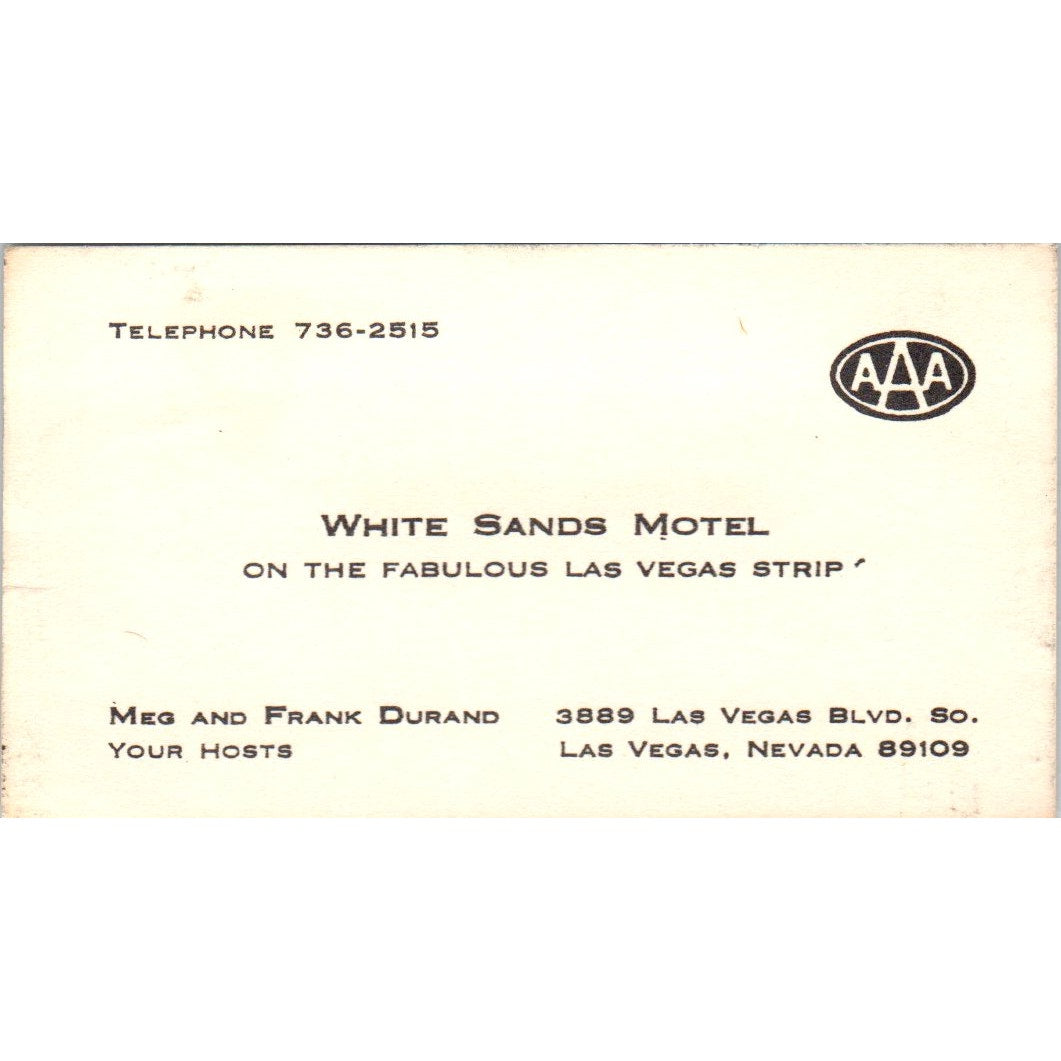 TELEPHONE 736-2515
AAA
WHITE SANDS MOTEL
ON THE FABULOUS LAS VEGAS STRIP
MEG AND FRANK DURAND
YOUR HOSTS
3889 LAS VEGAS BLVD. SO.
LAS VEGAS, NEVADA 89109